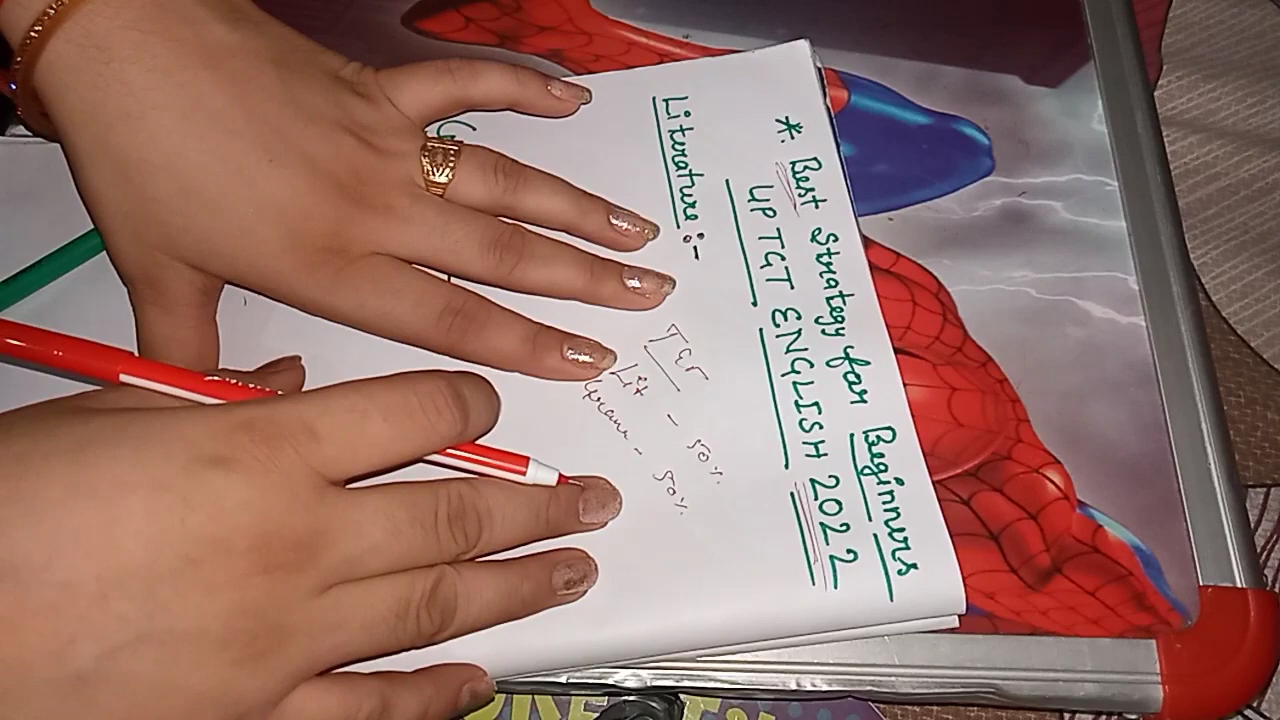 *. Best Strategy for Beginners
UP TGT ENGLISH 2022
Literature :-
TGT
Lit - 50%
Gram - 50%